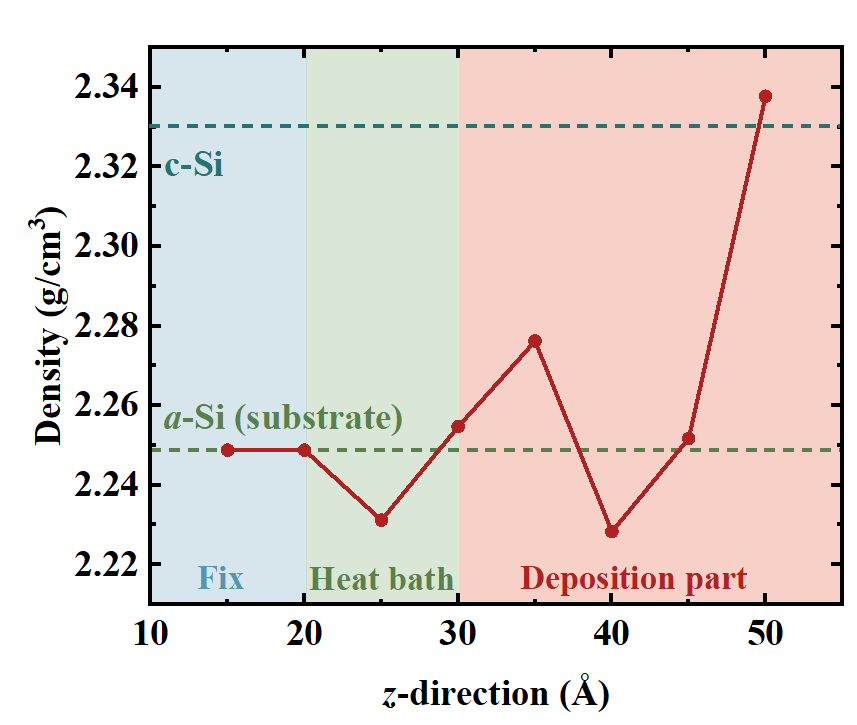 2.34
c-Si
2.32
2.30
2.28
2.26
a-Si (substrate)
2.24
2.22
Fix
Heat bath
Deposition part
10
20
30
40
50
z-direction (Å)
Density (g/cm³)